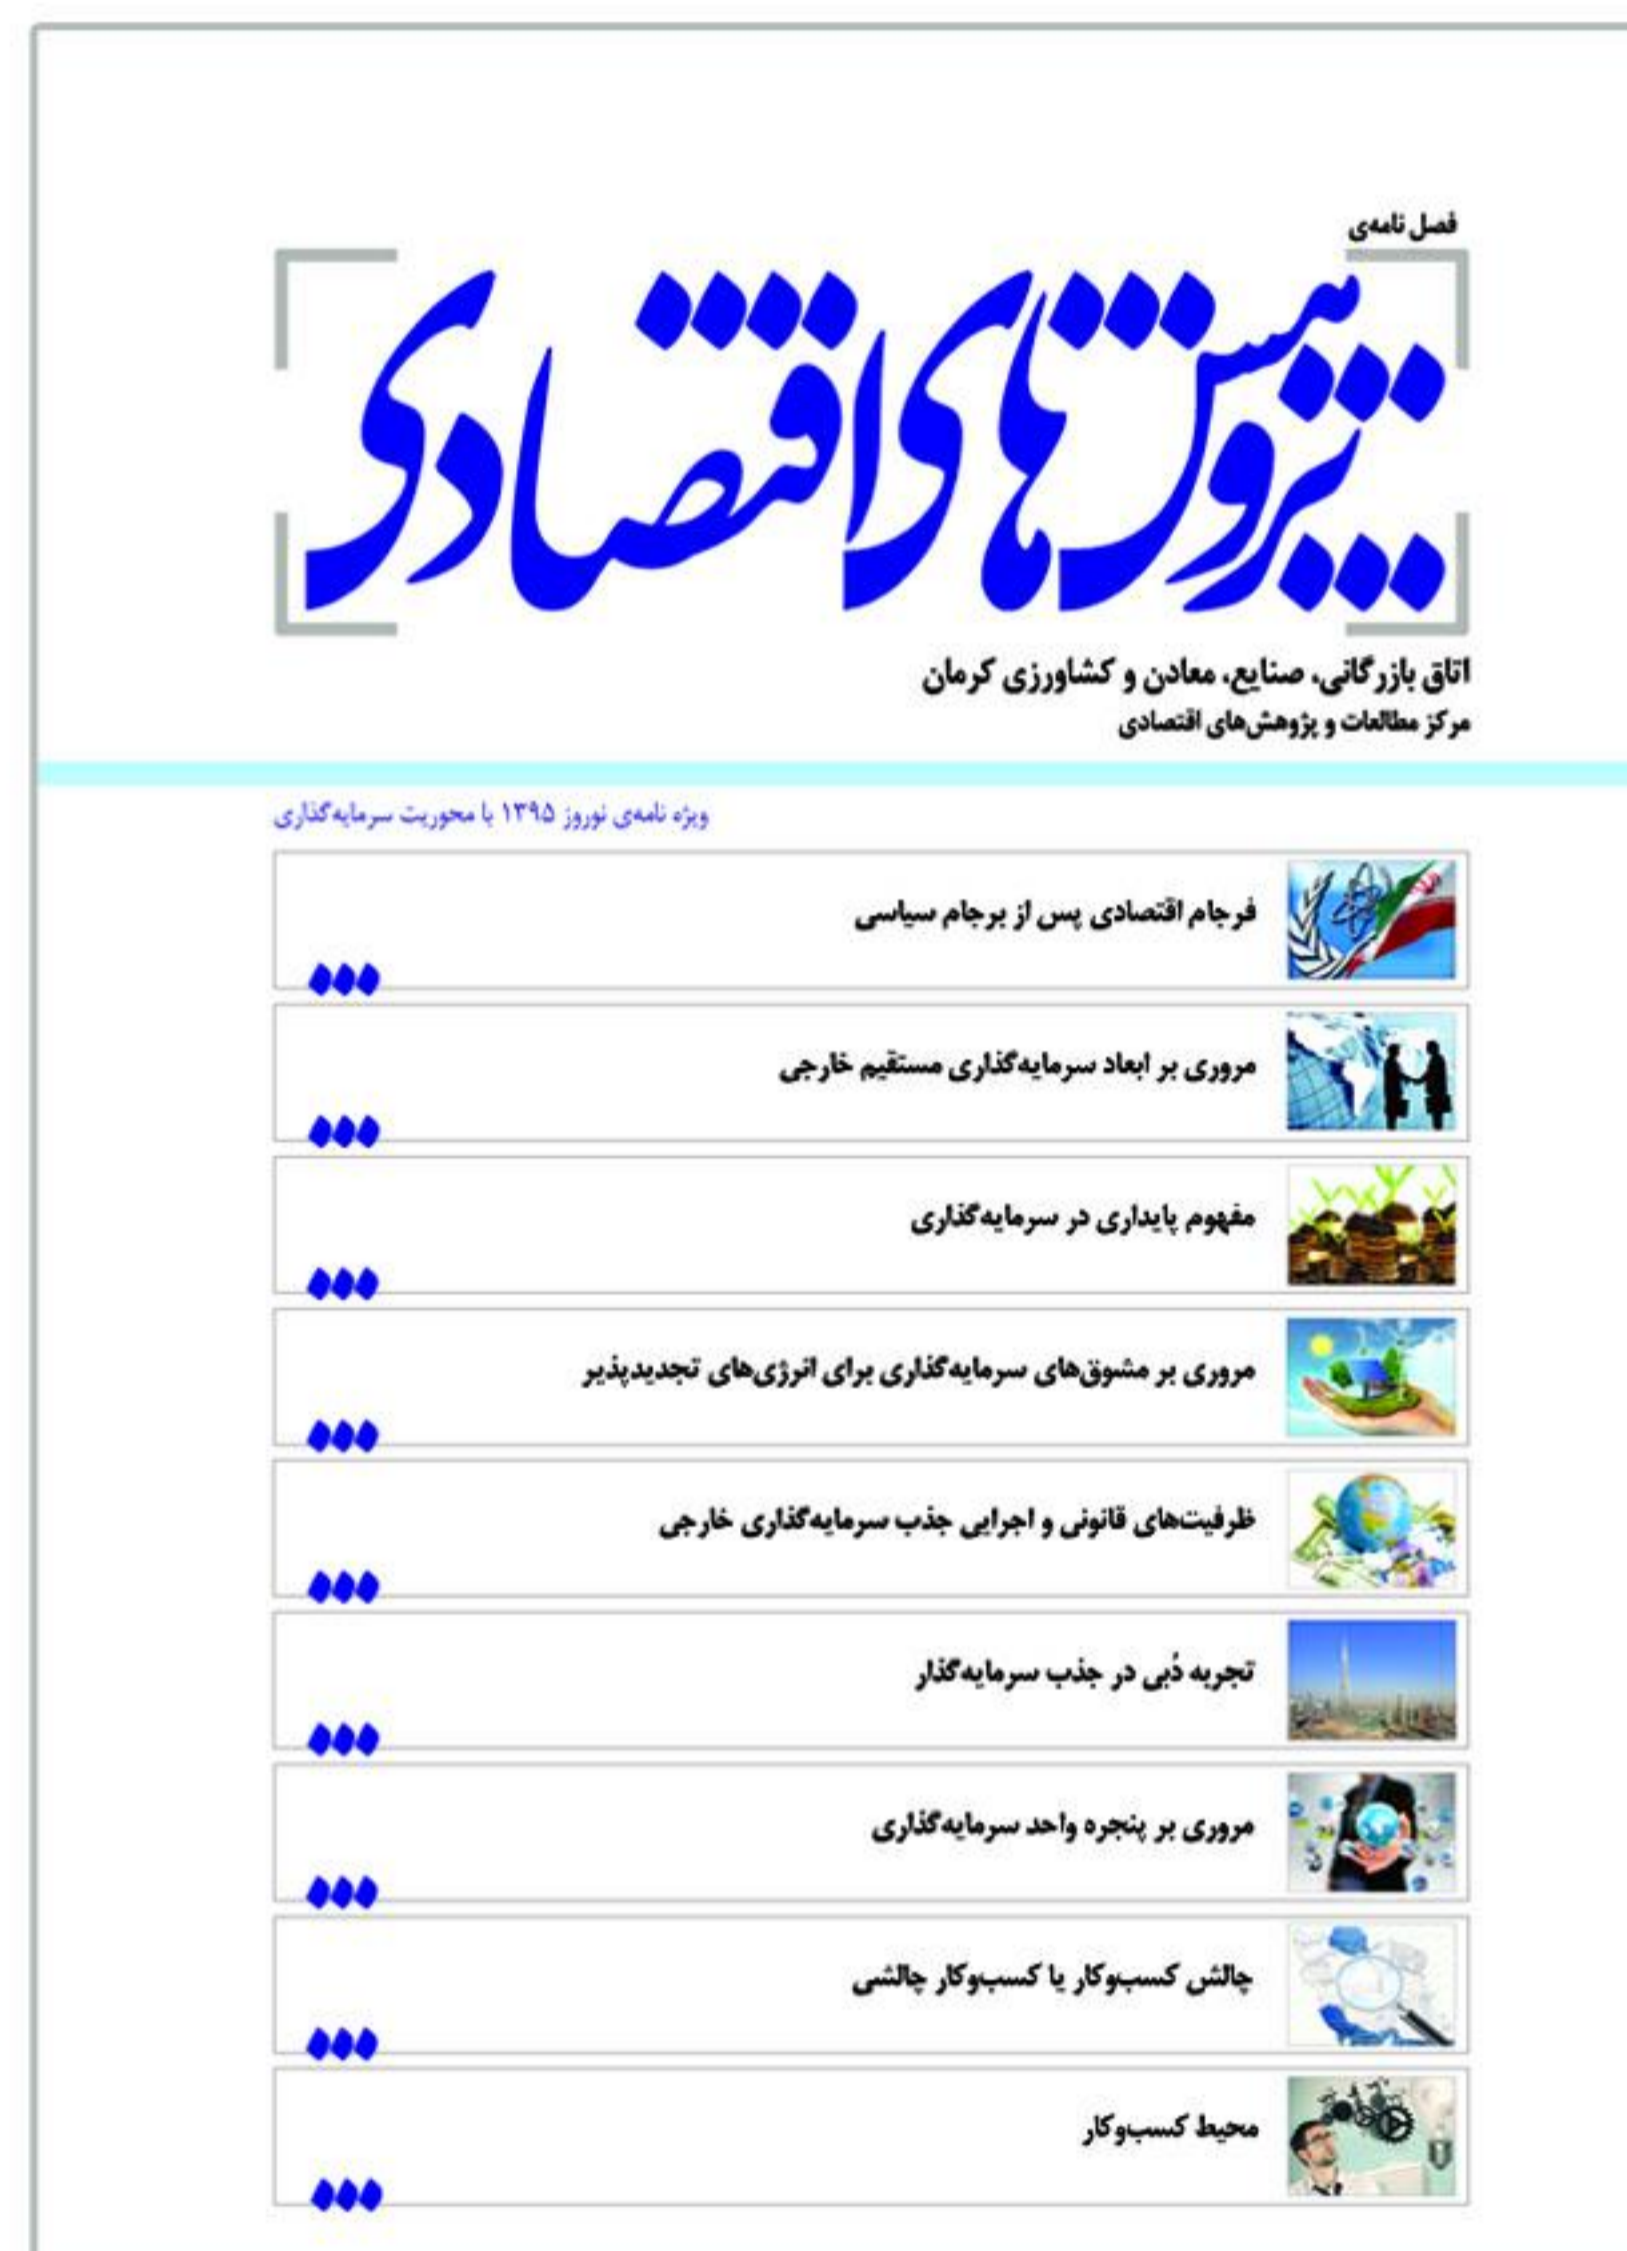 فصل نامه‌ی
پژوهش‌های اقتصادی
اتاق بازرگانی، صنایع، معادن و کشاورزی کرمان
مرکز مطالعات و پژوهش‌های اقتصادی
ویژه نامه‌ی نوروز ۱۳۹۵ با محوریت سرمایه‌گذاری
فرجام اقتصادی پس از برجام سیاسی
مروری بر ابعاد سرمایه‌گذاری مستقیم خارجی
مفهوم پایداری در سرمایه‌گذاری
مروری بر مشوق‌های سرمایه‌گذاری برای انرژی‌های تجدیدپذیر
ظرفیت‌های قانونی و اجرایی جذب سرمایه‌گذاری خارجی
تجربه دُبی در جذب سرمایه‌گذار
مروری بر پنجره واحد سرمایه‌گذاری
چالش کسب‌وکار یا کسب‌وکار چالشی
محیط کسب‌وکار